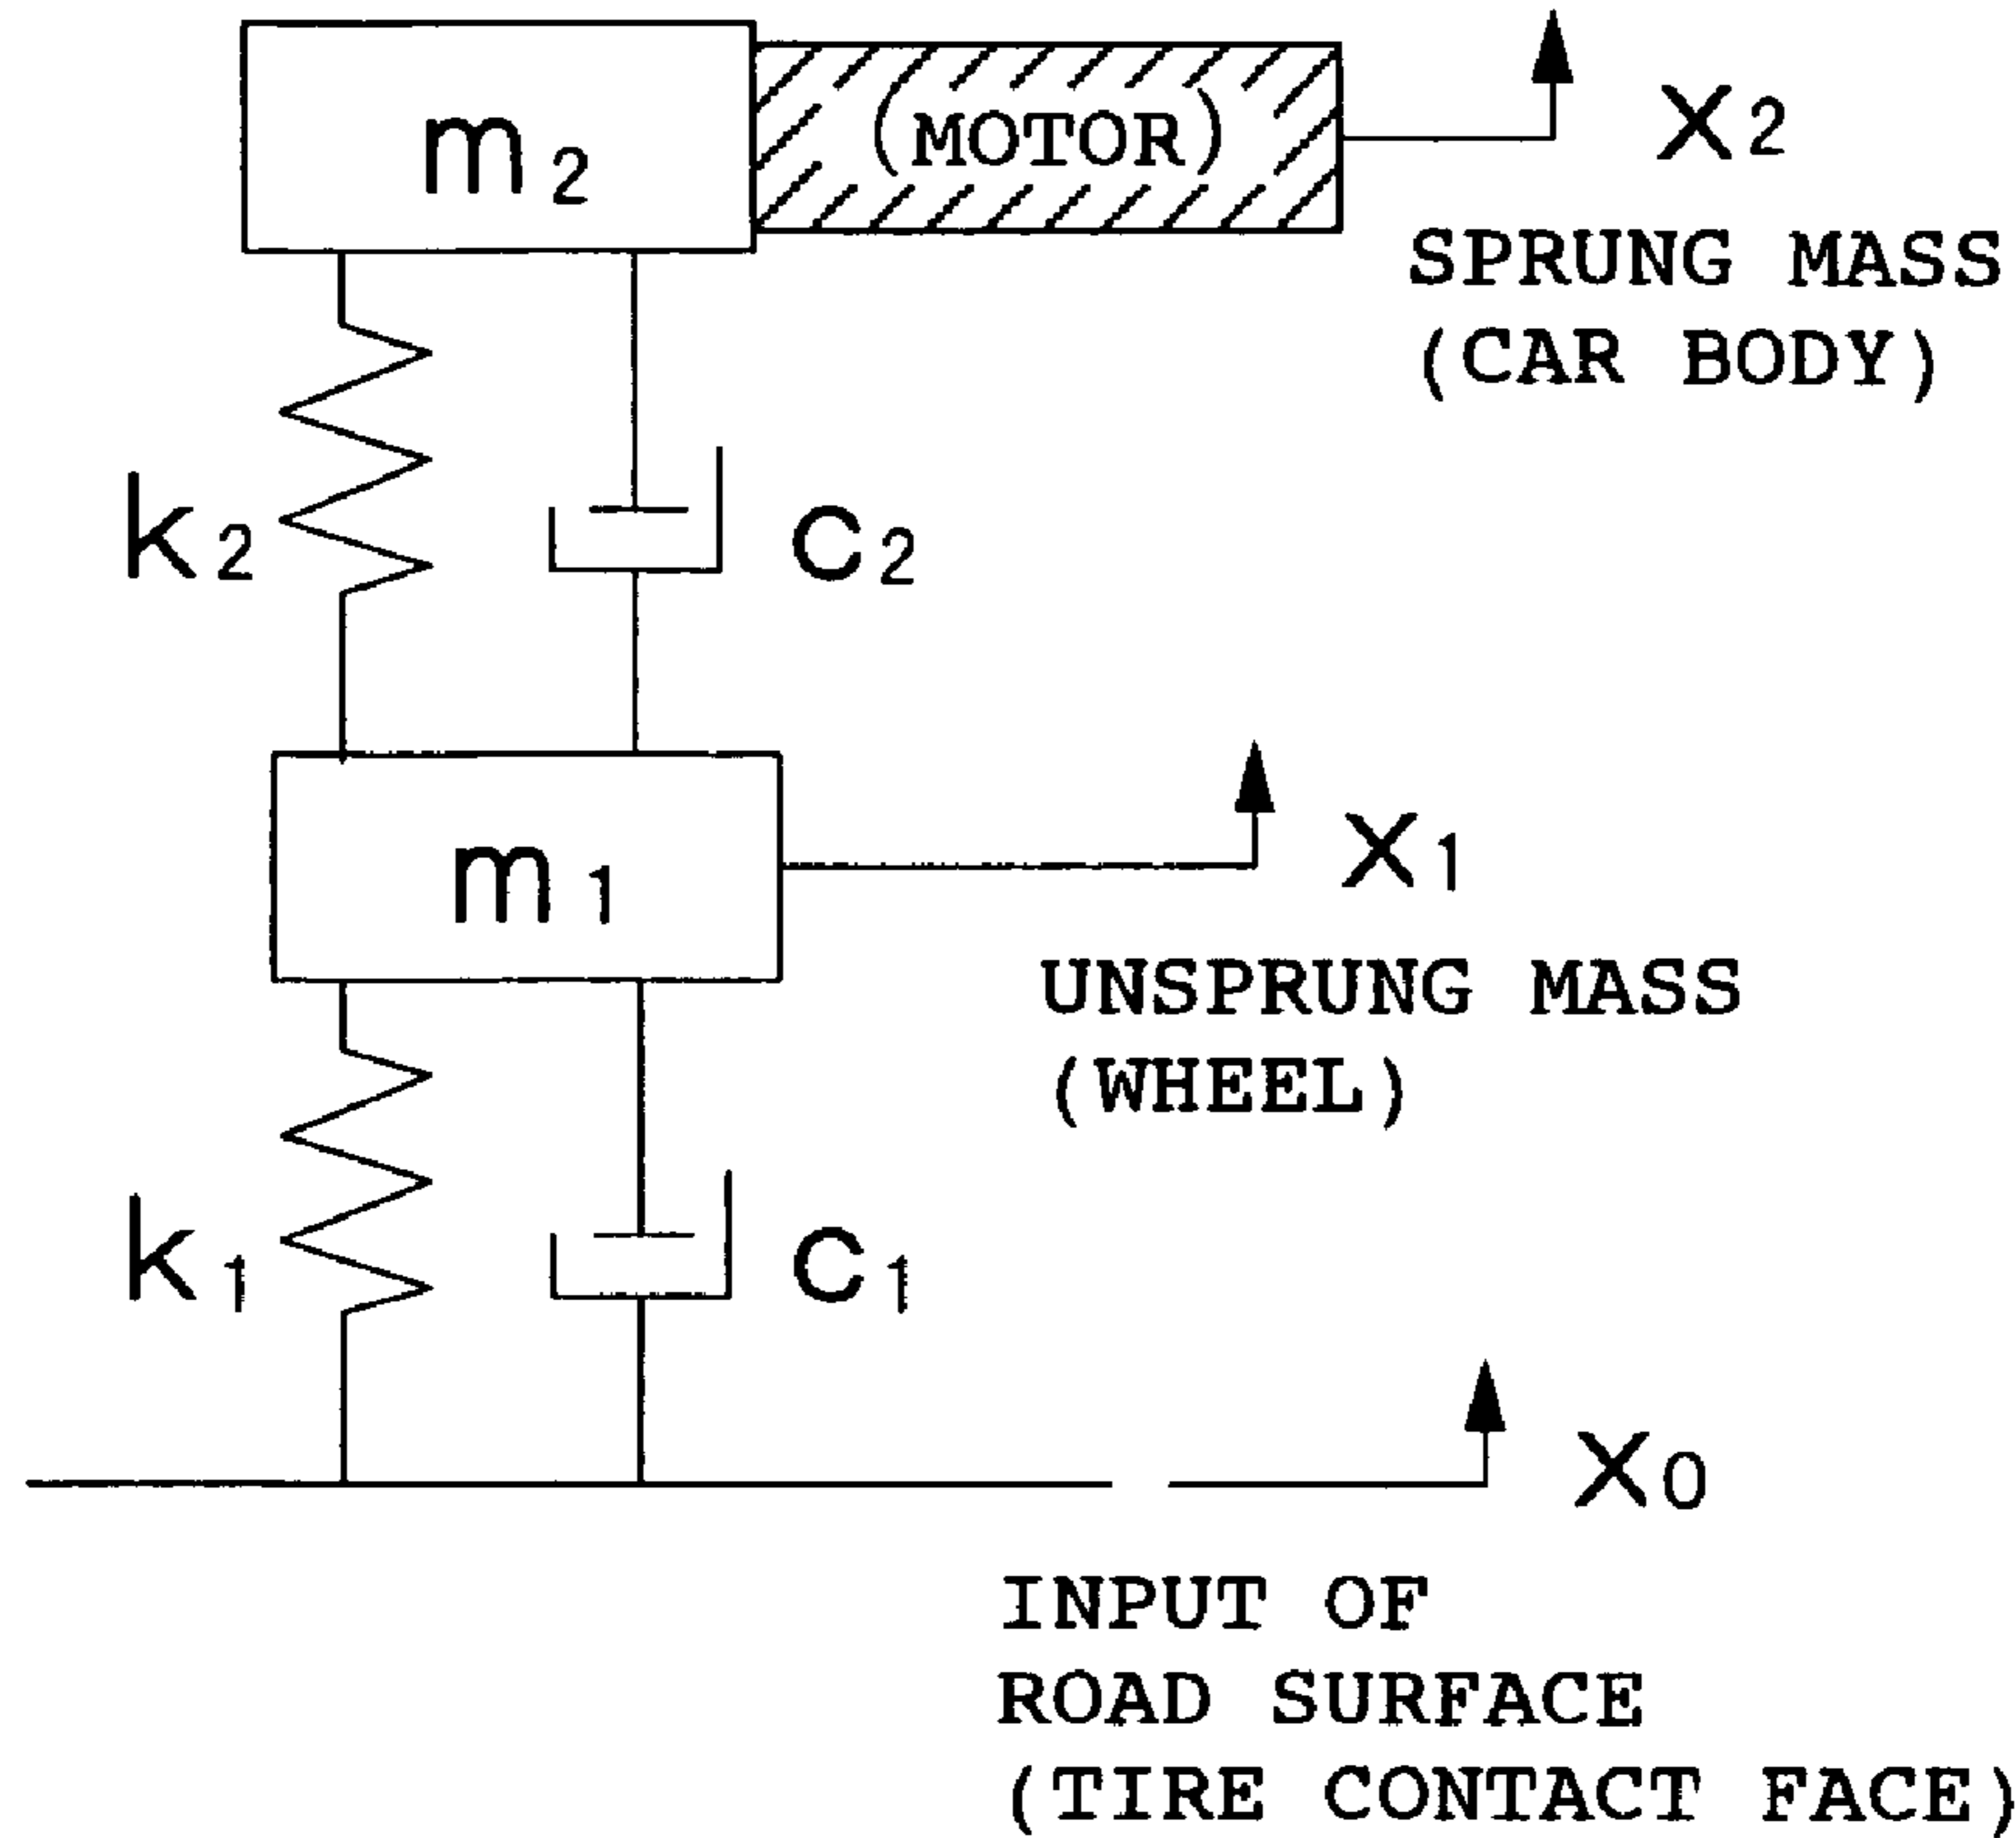 m2 (MOTOR) x2
SPRUNG MASS
(CAR BODY)
k2 c2
m1 x1
UNSPRUNG MASS
(WHEEL)
k1 c1
x0
INPUT OF
ROAD SURFACE
(TIRE CONTACT FACE)